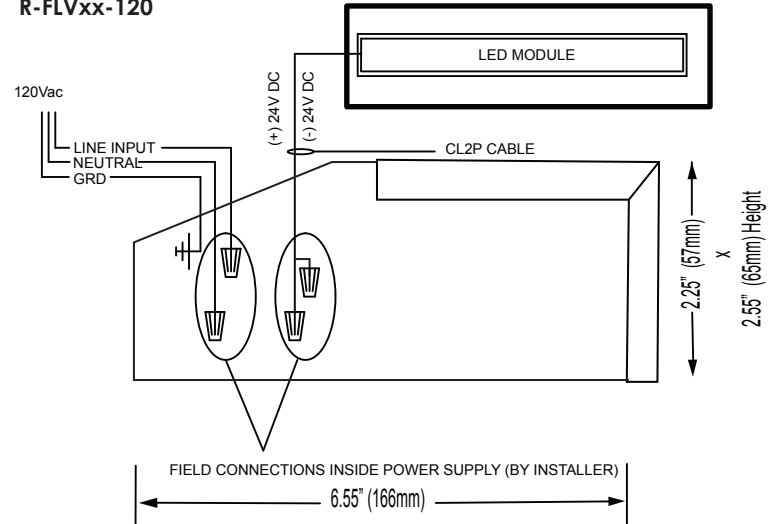 R-FLVxx-120
LED MODULE
120Vac
(+) 24V DC
(-) 24V DC
LINE INPUT
NEUTRAL
GRD
CL2P CABLE
2.25" (57mm)
x
2.55" (65mm) Height
FIELD CONNECTIONS INSIDE POWER SUPPLY (BY INSTALLER)
6.55" (166mm)